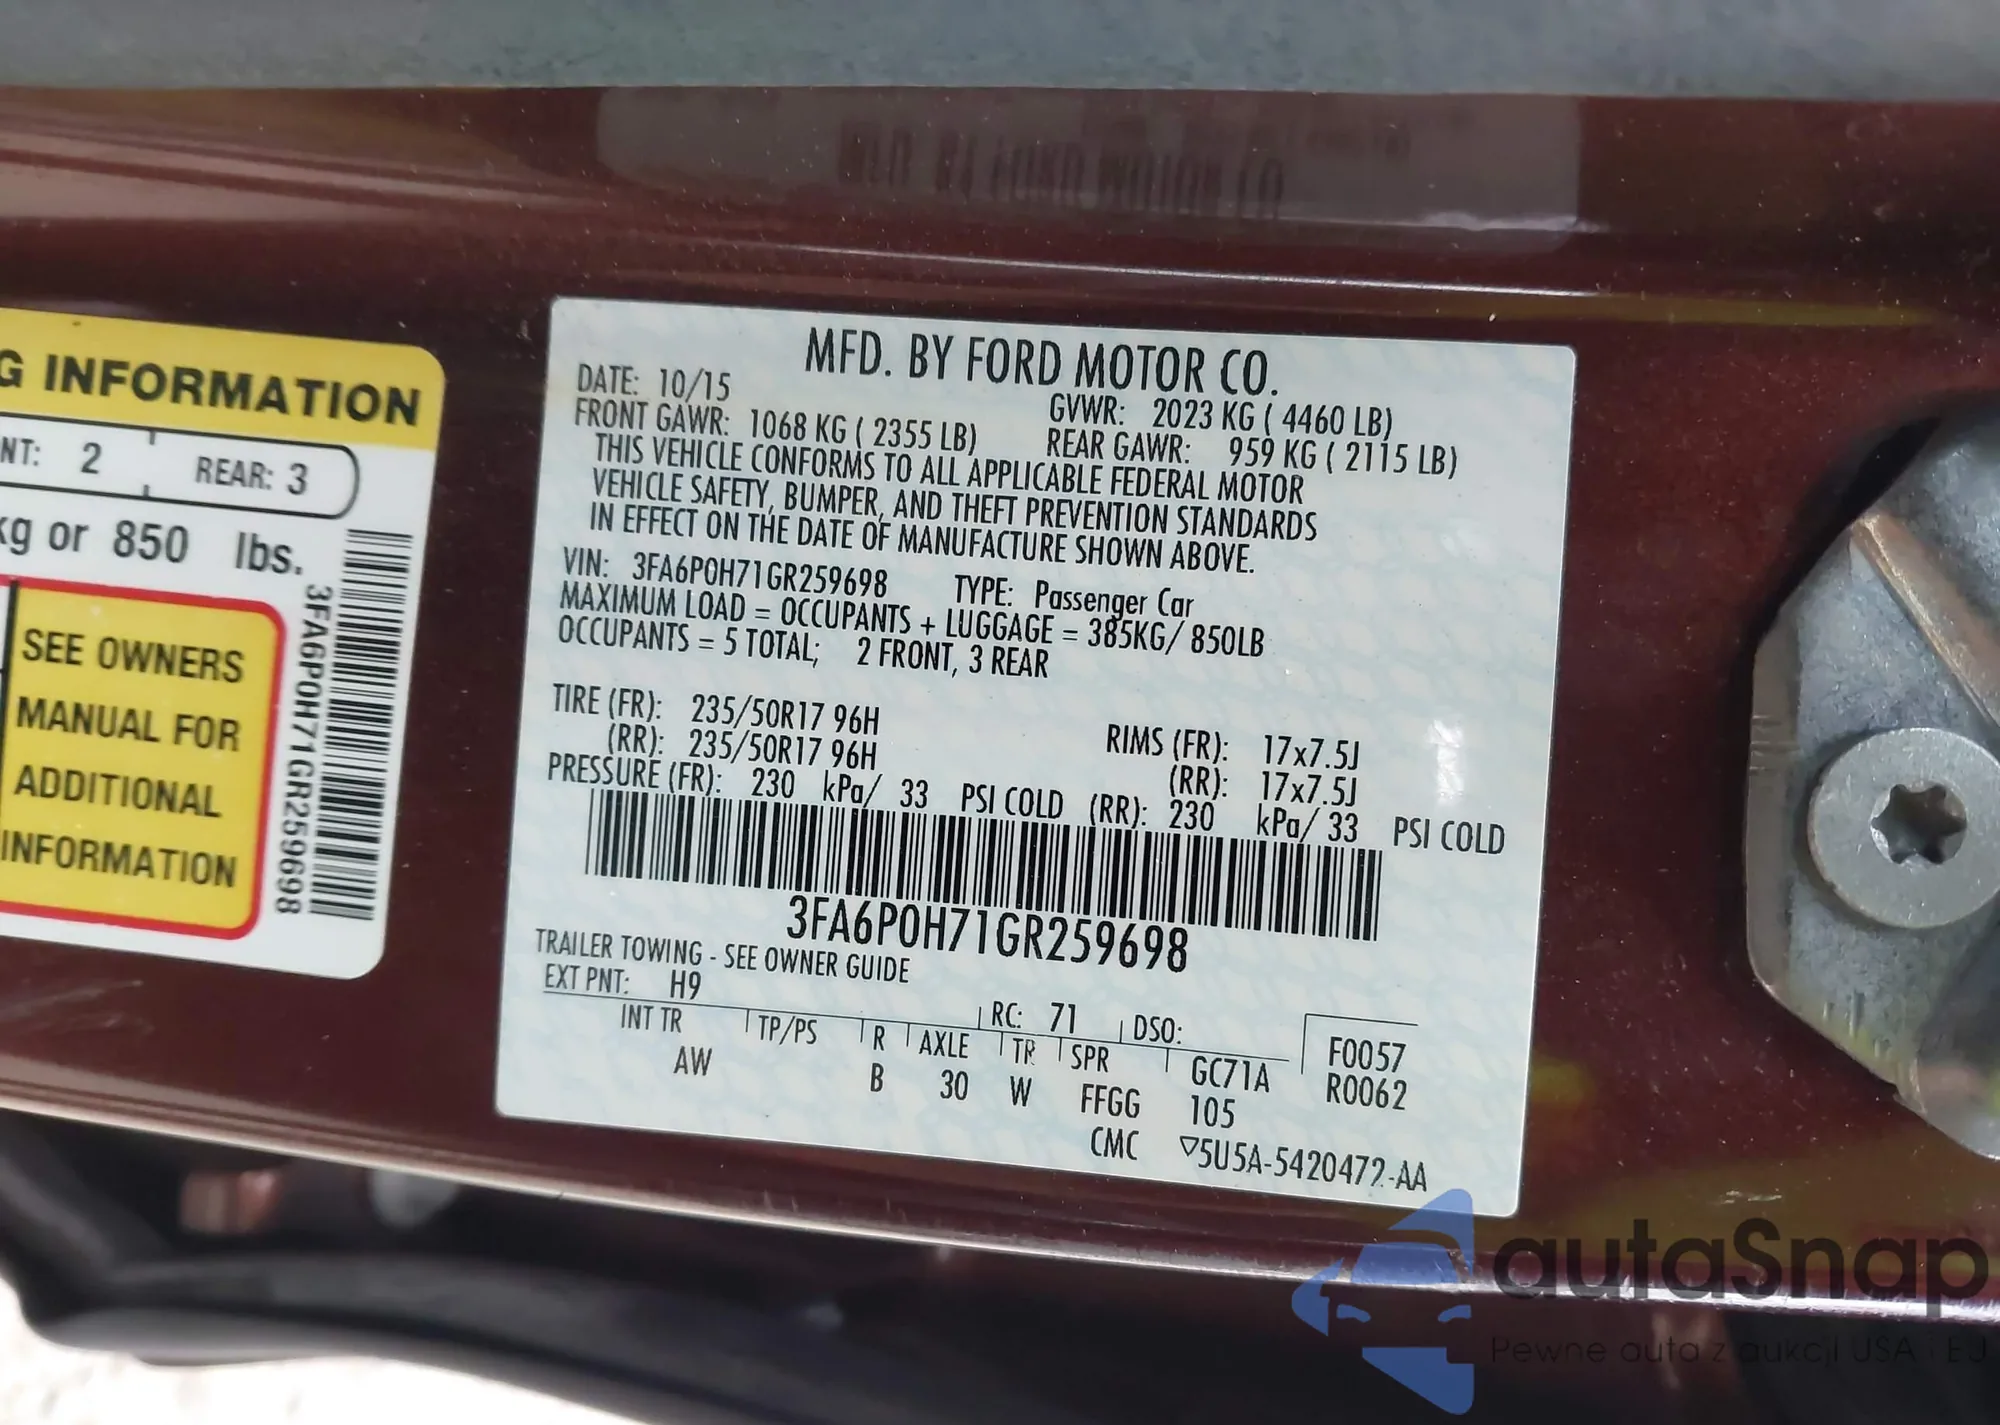 G INFORMATION
NT: 2 REAR: 3
kg or 850 lbs.
SEE OWNERS
MANUAL FOR
ADDITIONAL
INFORMATION
3FA6P0H71GR259698
MFD. BY FORD MOTOR CO.
DATE: 10/15 GVWR: 2023 KG ( 4460 LB)
FRONT GAWR: 1068 KG ( 2355 LB) REAR GAWR: 959 KG ( 2115 LB)
THIS VEHICLE CONFORMS TO ALL APPLICABLE FEDERAL MOTOR
VEHICLE SAFETY, BUMPER, AND THEFT PREVENTION STANDARDS
IN EFFECT ON THE DATE OF MANUFACTURE SHOWN ABOVE.
VIN: 3FA6P0H71GR259698 TYPE: Passenger Car
MAXIMUM LOAD = OCCUPANTS + LUGGAGE = 385KG/ 850LB
OCCUPANTS = 5 TOTAL; 2 FRONT, 3 REAR
TIRE (FR): 235/50R17 96H RIMS (FR): 17x7.5J
(RR): 235/50R17 96H (RR): 17x7.5J
PRESSURE (FR): 230 kPa/ 33 PSI COLD (RR): 230 kPa/ 33 PSI COLD
3FA6P0H71GR259698
TRAILER TOWING - SEE OWNER GUIDE
EXT PNT: H9 RC: 71 DSO: F0057
INT TR TP/PS R AXLE TR SPR GC71A R0062
AW B 30 W FFGG 105
CMC ▽5U5A-5420472-AA
autoSnap
Pewne auta z aukcji USA i EU